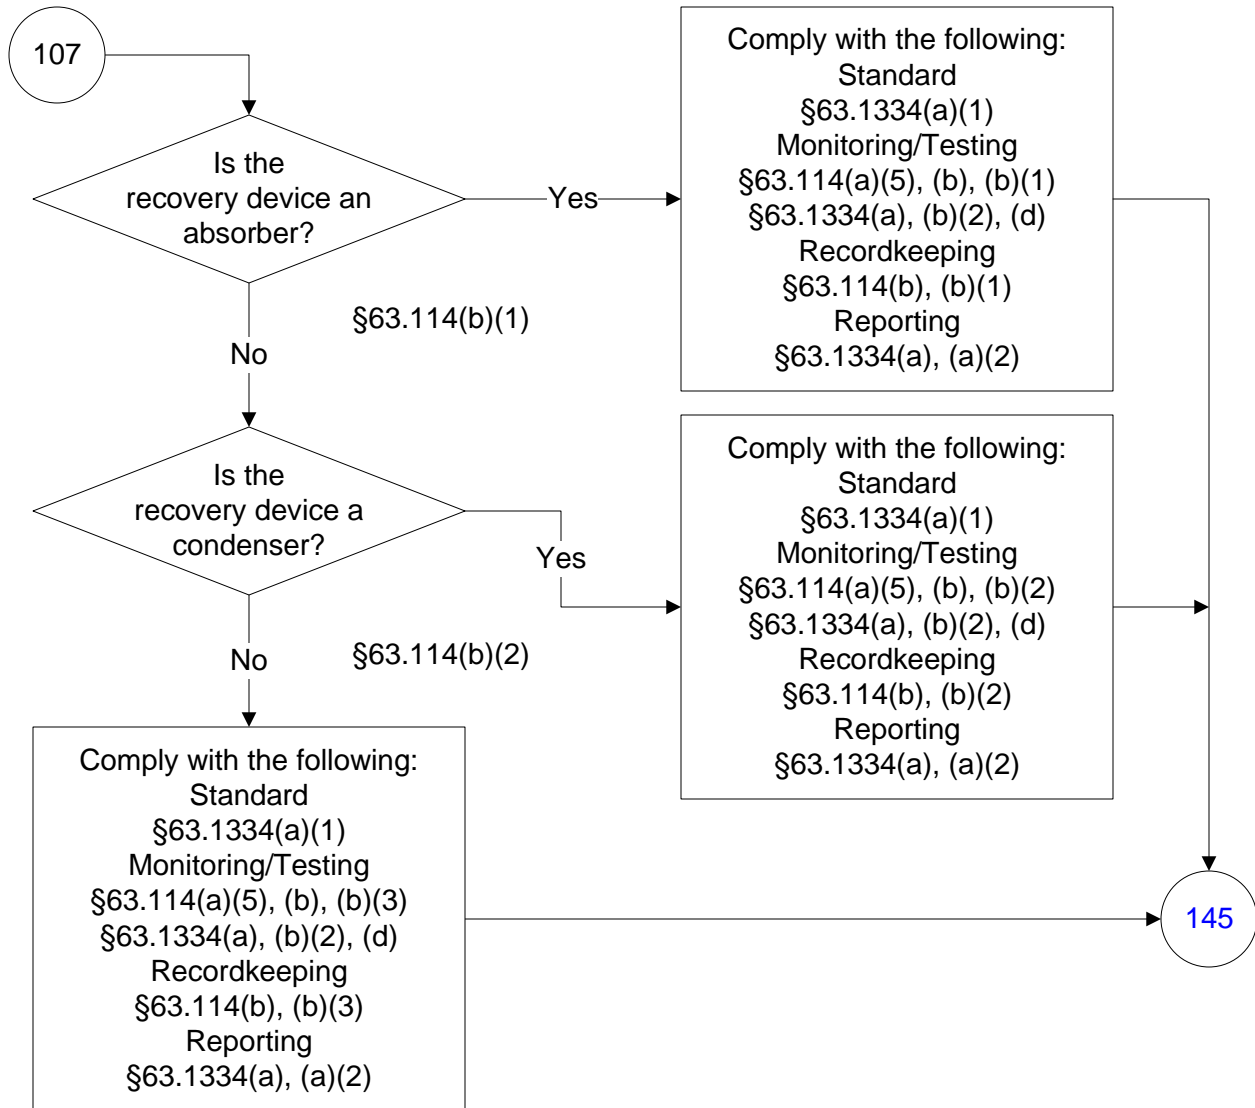 107
Is the
recovery device an
absorber?
Yes
§63.114(b)(1)
No
Comply with the following:
Standard
§63.1334(a)(1)
Monitoring/Testing
§63.114(a)(5), (b), (b)(1)
§63.1334(a), (b)(2), (d)
Recordkeeping
§63.114(b), (b)(1)
Reporting
§63.1334(a), (a)(2)
Is the
recovery device a
condenser?
Yes
§63.114(b)(2)
No
Comply with the following:
Standard
§63.1334(a)(1)
Monitoring/Testing
§63.114(a)(5), (b), (b)(2)
§63.1334(a), (b)(2), (d)
Recordkeeping
§63.114(b), (b)(2)
Reporting
§63.1334(a), (a)(2)
Comply with the following:
Standard
§63.1334(a)(1)
Monitoring/Testing
§63.114(a)(5), (b), (b)(3)
§63.1334(a), (b)(2), (d)
Recordkeeping
§63.114(b), (b)(3)
Reporting
§63.1334(a), (a)(2)
145